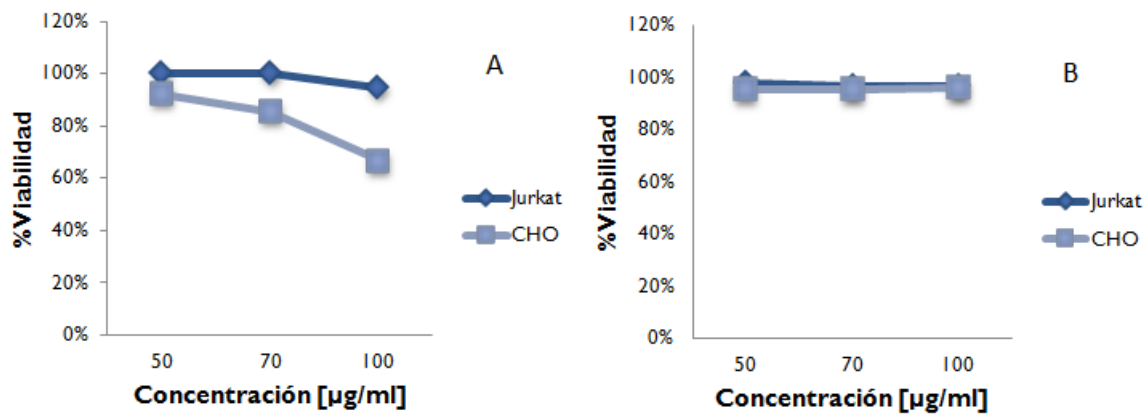 120%
100%
80%
60%
40%
20%
0%
%Viabilidad
50
70
100
Concentración [µg/ml]
A
Jurkat
CHO
120%
100%
80%
60%
40%
20%
0%
%Viabilidad
50
70
100
Concentración [µg/ml]
B
Jurkat
CHO